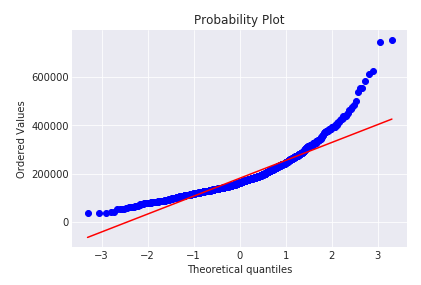 Probability Plot
600000
400000
200000
0
Ordered Values
−3 −2 −1 0 1 2 3
Theoretical quantiles